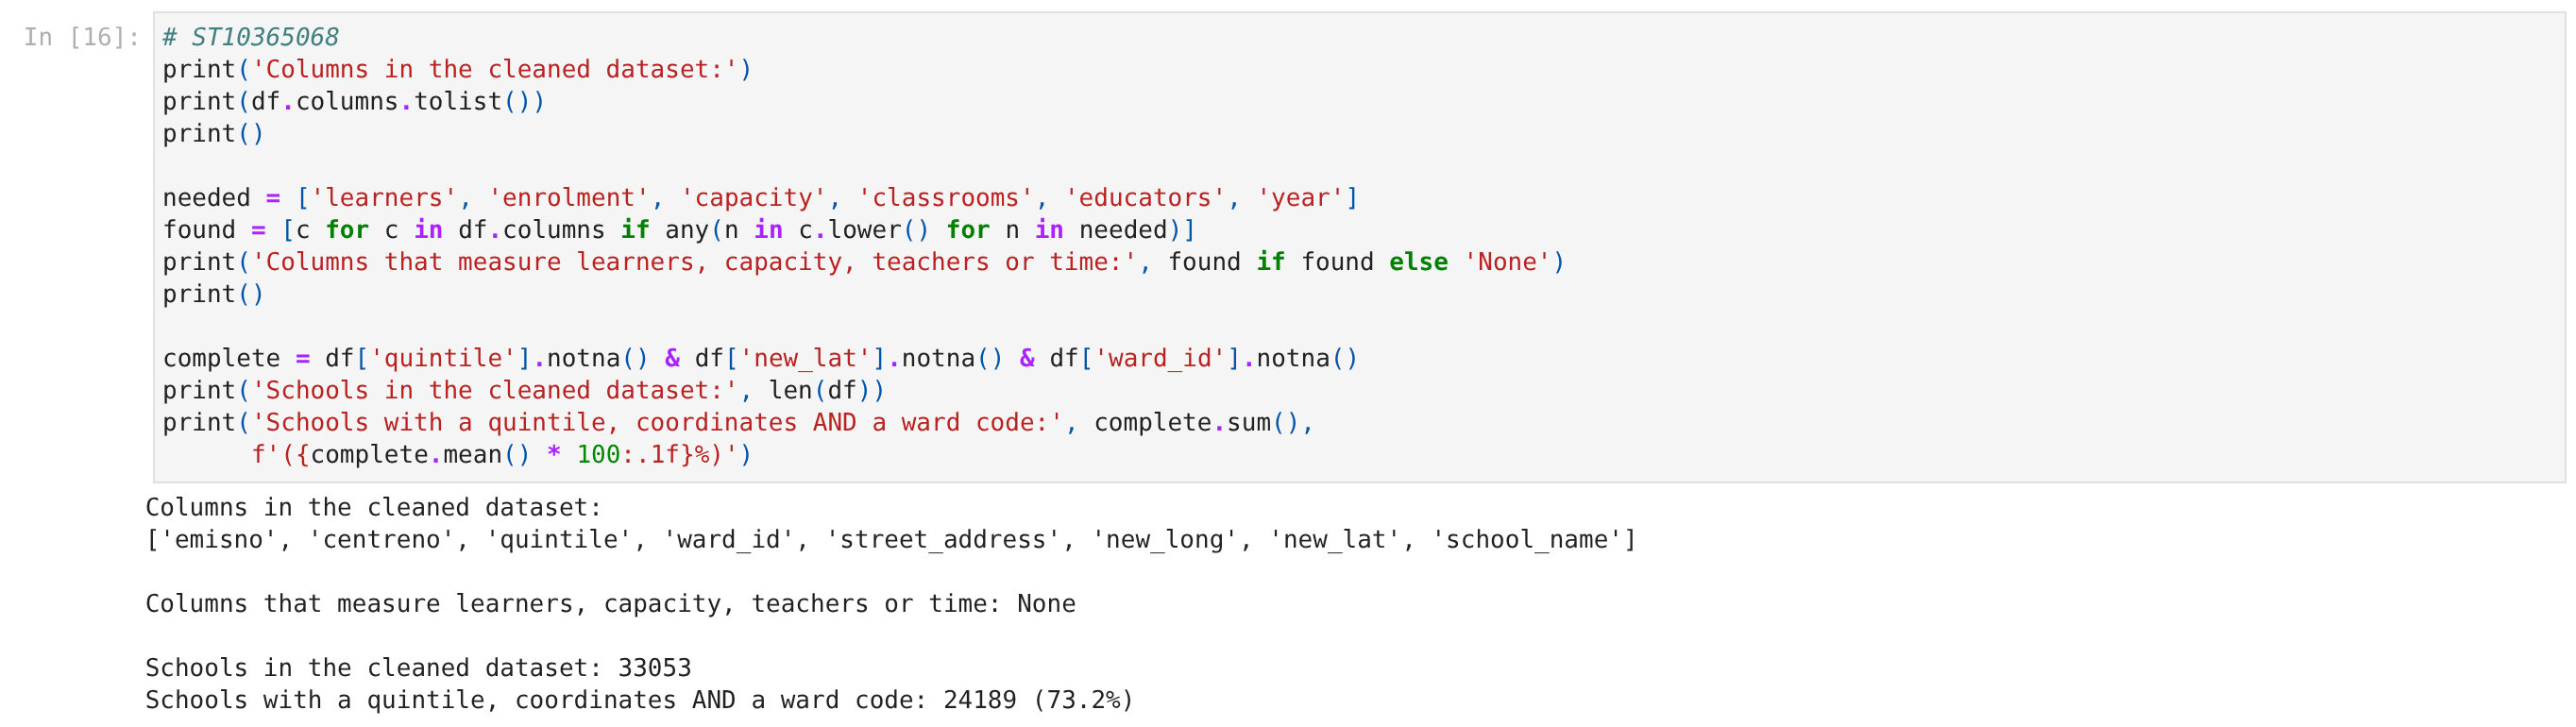 In [16]: # ST10365068
print('Columns in the cleaned dataset:')
print(df.columns.tolist())
print()
needed = ['learners', 'enrolment', 'capacity', 'classrooms', 'educators', 'year']
found = [c for c in df.columns if any(n in c.lower() for n in needed)]
print('Columns that measure learners, capacity, teachers or time:', found if found else 'None')
print()
complete = df['quintile'].notna() & df['new_lat'].notna() & df['ward_id'].notna()
print('Schools in the cleaned dataset:', len(df))
print('Schools with a quintile, coordinates AND a ward code:', complete.sum(),
      f'({complete.mean() * 100:.1f}%)')
Columns in the cleaned dataset:
['emisno', 'centreno', 'quintile', 'ward_id', 'street_address', 'new_long', 'new_lat', 'school_name']
Columns that measure learners, capacity, teachers or time: None
Schools in the cleaned dataset: 33053
Schools with a quintile, coordinates AND a ward code: 24189 (73.2%)